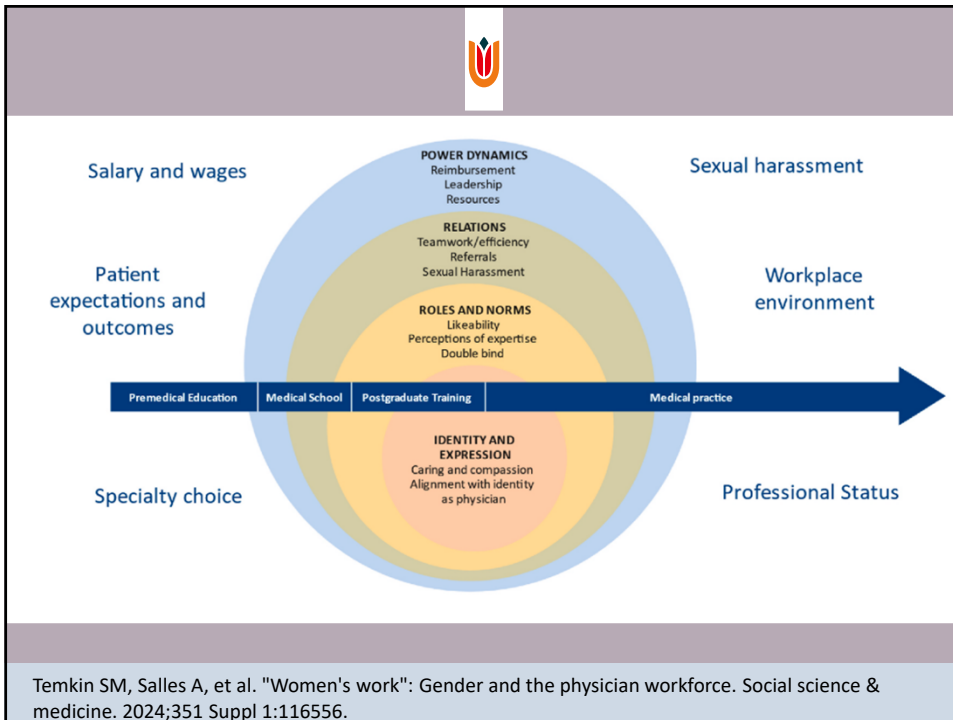 Salary and wages
Patient
expectations and
outcomes
Specialty choice
POWER DYNAMICS
Reimbursement
Leadership
Resources
RELATIONS
Teamwork/efficiency
Referrals
Sexual Harassment
ROLES AND NORMS
Likeability
Perceptions of expertise
Double bind
Premedical Education
Medical School
Postgraduate Training
Medical practice
IDENTITY AND
EXPRESSION
Caring and compassion
Alignment with identity
as physician
Sexual harassment
Workplace
environment
Professional Status
Temkin SM, Salles A, et al. "Women's work": Gender and the physician workforce. Social science &
medicine. 2024;351 Suppl 1:116556.